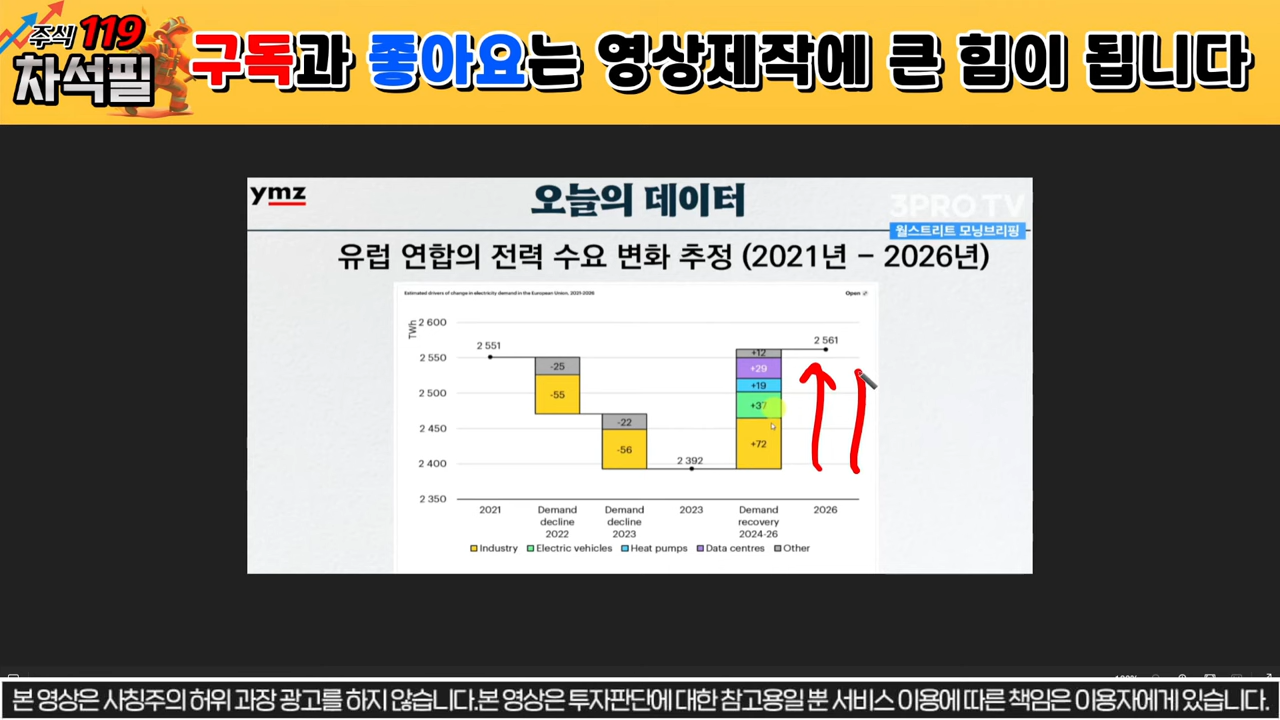 주식 119
차석필
구독과 좋아요는 영상제작에 큰 힘이 됩니다
ymz
오늘의 데이터
3PRO TV
월스트리트 모닝브리핑
유럽 연합의 전력 수요 변화 추정 (2021년 - 2026년)
Estimated drivers of change in electricity demand in the European Union, 2021-2026
Open
TWh
2 600
2 550
2 500
2 450
2 400
2 350
2 551
-25
-55
-22
-56
2 392
+12
+29
+19
+37
+72
2 561
2021
Demand decline 2022
Demand decline 2023
2023
Demand recovery 2024-26
2026
Industry Electric vehicles Heat pumps Data centres Other
본 영상은 사칭주의 허위 과장 광고를 하지 않습니다.본 영상은 투자판단에 대한 참고용일 뿐 서비스 이용에 따른 책임은 이용자에게 있습니다.